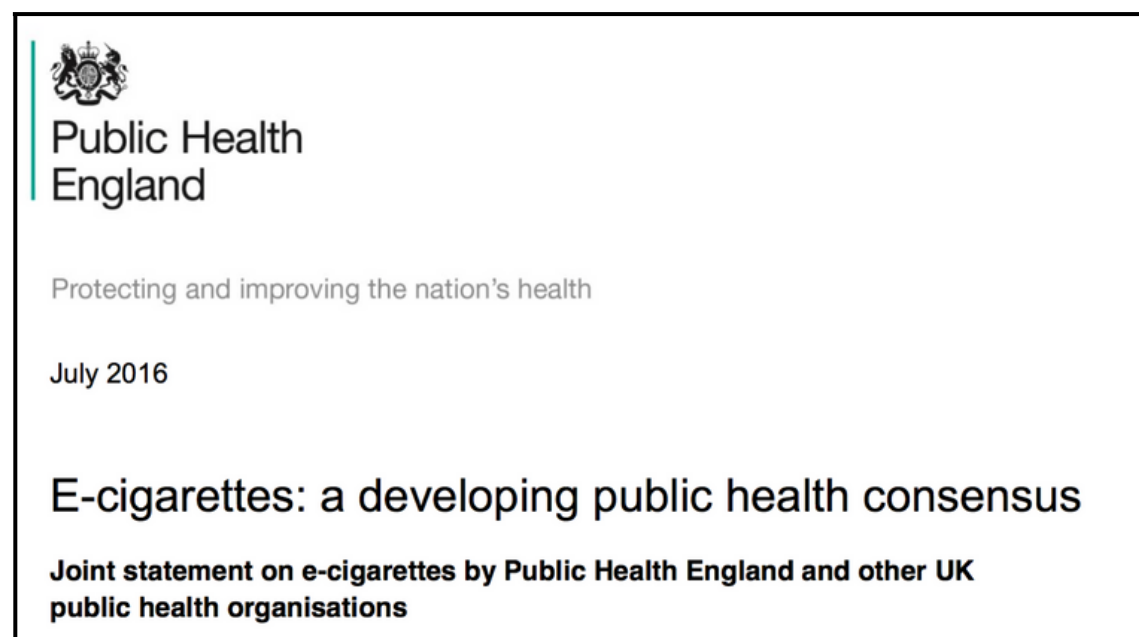 Public Health
England
Protecting and improving the nation's health
July 2016
E-cigarettes: a developing public health consensus
Joint statement on e-cigarettes by Public Health England and other UK
public health organisations